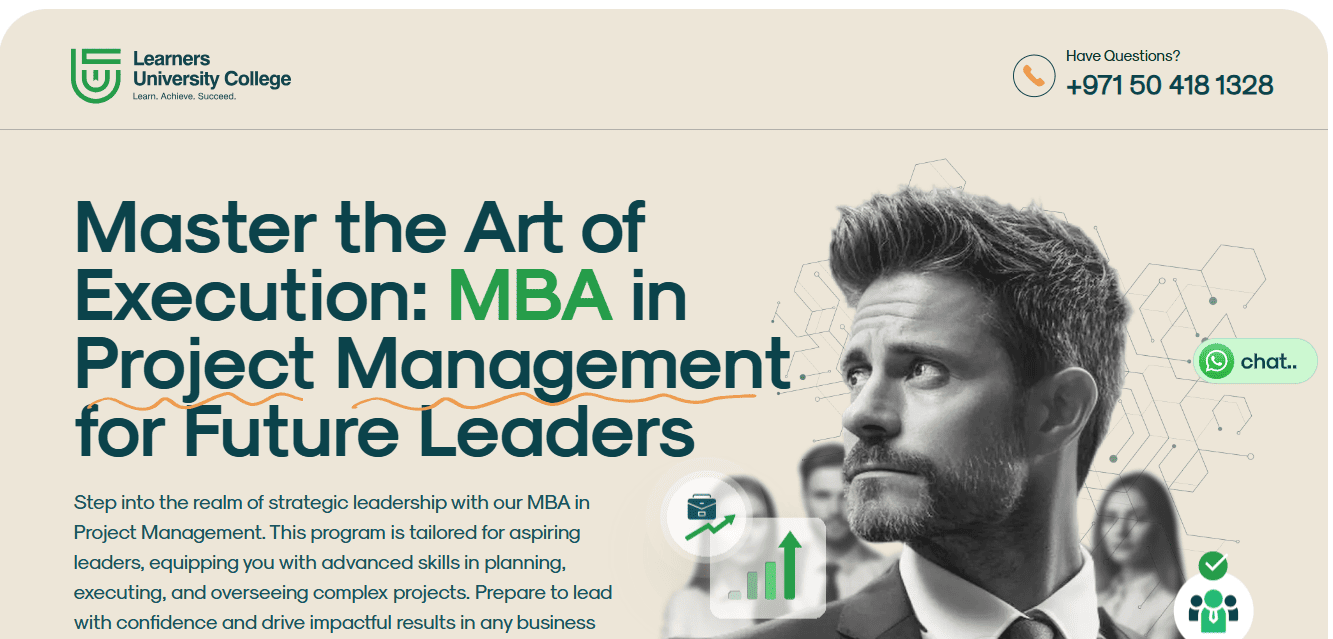 Learners
University College
Learn. Achieve. Succeed.
Have Questions?
+971 50 418 1328
Master the Art of
Execution: MBA in
Project Management
for Future Leaders
chat..
Step into the realm of strategic leadership with our MBA in
Project Management. This program is tailored for aspiring
leaders, equipping you with advanced skills in planning,
executing, and overseeing complex projects. Prepare to lead
with confidence and drive impactful results in any business